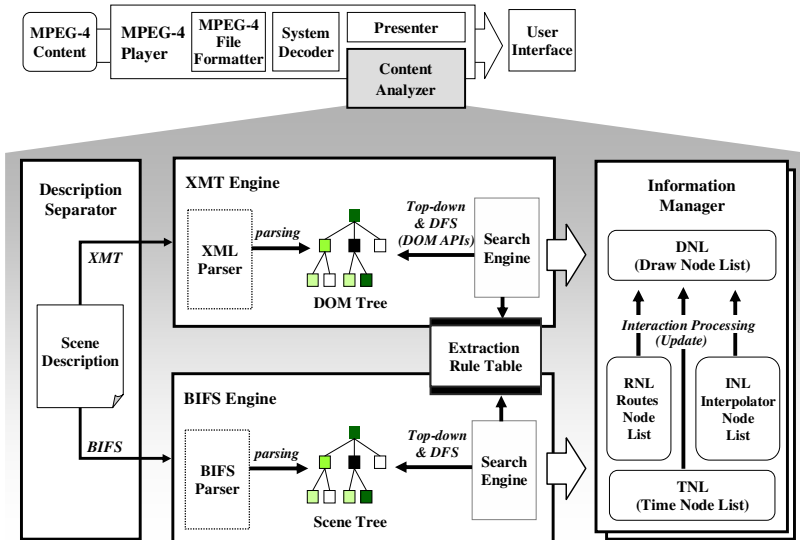 MPEG-4
Content
MPEG-4
Player
MPEG-4
File
Formatter
System
Decoder
Presenter
User
Interface
Content
Analyzer
Description
Separator
XMT
Scene
Description
BIFS
XMT Engine
XML
Parser
parsing
DOM Tree
Top-down
& DFS
(DOM APIs)
Search
Engine
Extraction
Rule Table
BIFS Engine
BIFS
Parser
parsing
Scene Tree
Top-down
& DFS
Search
Engine
Information
Manager
DNL
(Draw Node List)
Interaction Processing
(Update)
RNL
Routes
Node
List
INL
Interpolator
Node
List
TNL
(Time Node List)